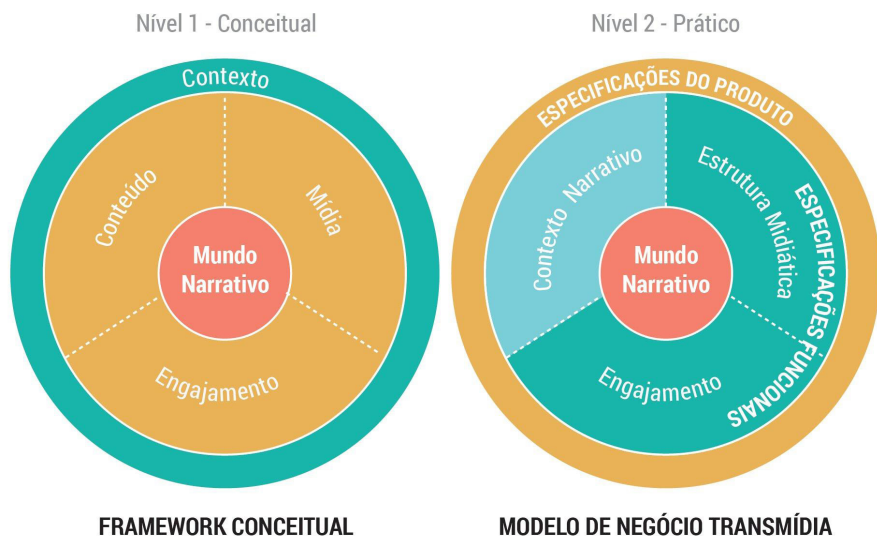 Nível 1 - Conceitual
Contexto
Conteúdo
Mídia
Mundo
Narrativo
Engajamento
FRAMEWORK CONCEITUAL
Nível 2 - Prático
ESPECIFICAÇÕES DO PRODUTO
Contexto Narrativo
Estrutura Midiática
ESPECIFICAÇÕES FUNCIONAIS
Mundo
Narrativo
Engajamento
MODELO DE NEGÓCIO TRANSMÍDIA